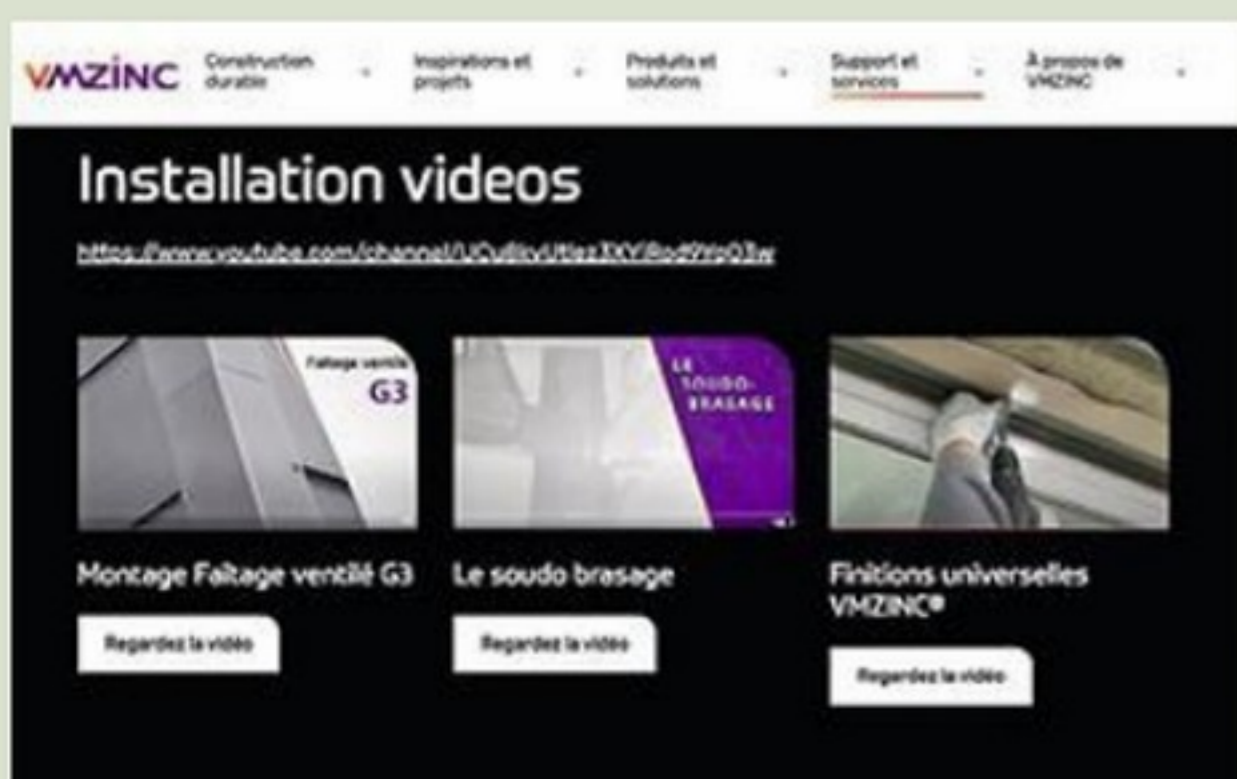 VMZINC
Construction durable
Inspirations et projets
Produits et solutions
Support et services
À propos de VMZINC
Installation videos
Faîtage ventilé
G3
LE
SOUDO-
BRASAGE
Montage Faîtage ventilé G3
Le soudo brasage
Finitions universelles
VMZINC®
Regardez la vidéo
Regardez la vidéo
Regardez la vidéo